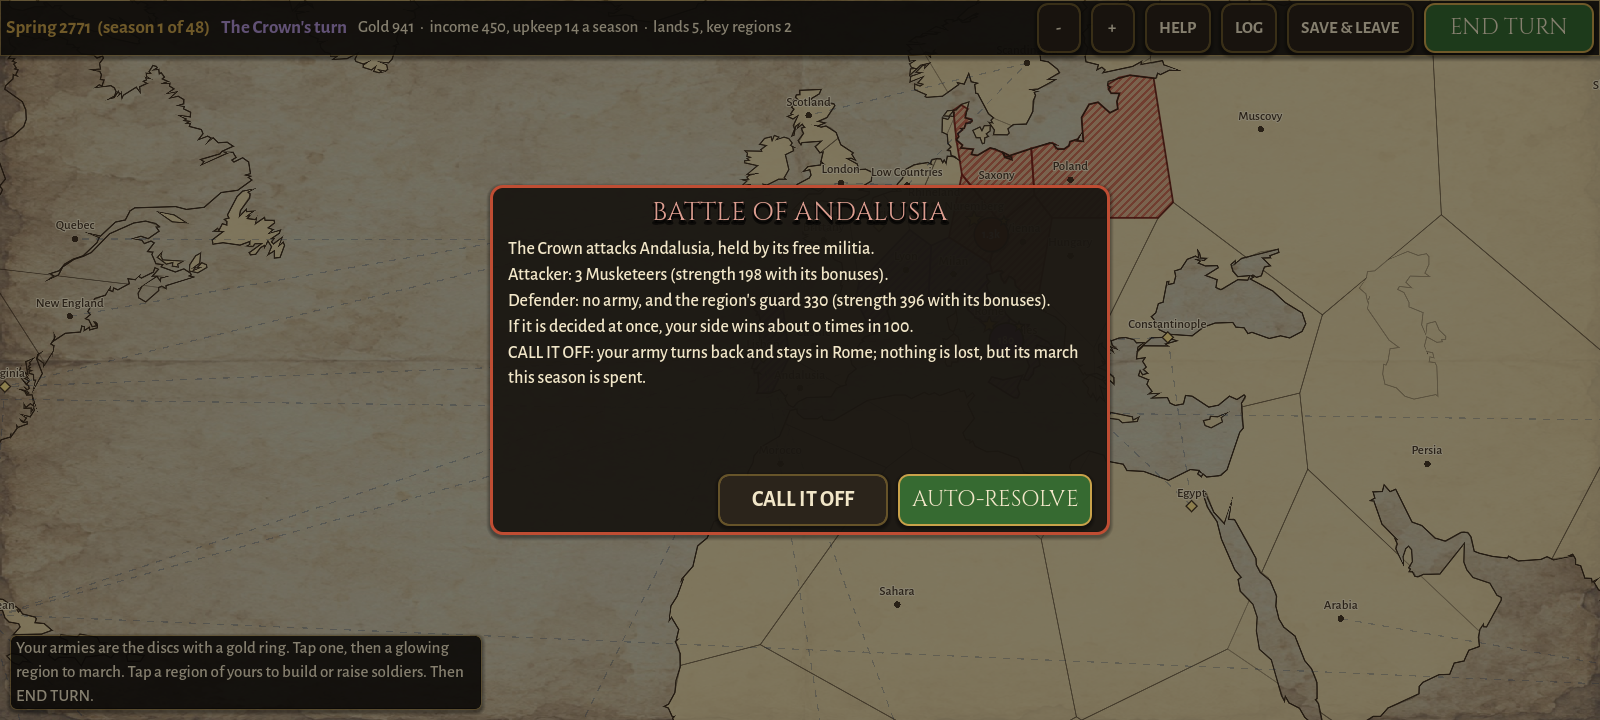 Spring 2771 (season 1 of 48) The Crown's turn Gold 941 · income 450, upkeep 14 a season · lands 5, key regions 2
- + HELP LOG SAVE & LEAVE END TURN
Scotland
Muscovy
London Low Countries
Saxony
Poland
Quebec
New England
Constantinople
Persia
Egypt
Sahara
Arabia
BATTLE OF ANDALUSIA
The Crown attacks Andalusia, held by its free militia.
Attacker: 3 Musketeers (strength 198 with its bonuses).
Defender: no army, and the region's guard 330 (strength 396 with its bonuses).
If it is decided at once, your side wins about 0 times in 100.
CALL IT OFF: your army turns back and stays in Rome; nothing is lost, but its march
this season is spent.
CALL IT OFF AUTO-RESOLVE
Your armies are the discs with a gold ring. Tap one, then a glowing
region to march. Tap a region of yours to build or raise soldiers. Then
END TURN.